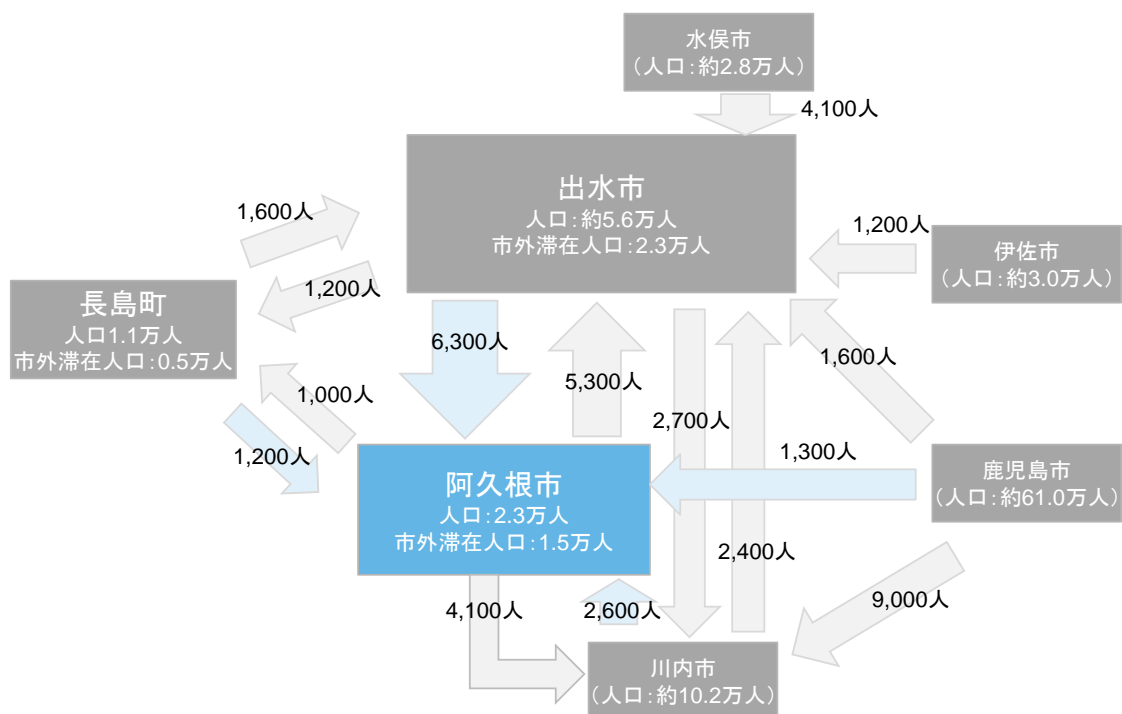 水俣市
（人口：約2.8万人）
4,100人
出水市
人口：約5.6万人
市外滞在人口：2.3万人
1,600人
1,200人
伊佐市
（人口：約3.0万人）
1,200人
長島町
人口1.1万人
市外滞在人口：0.5万人
6,300人
5,300人
1,600人
1,000人
2,700人
1,200人
1,300人
阿久根市
人口：2.3万人
市外滞在人口：1.5万人
鹿児島市
（人口：約61.0万人）
2,400人
4,100人
2,600人
9,000人
川内市
（人口：約10.2万人）